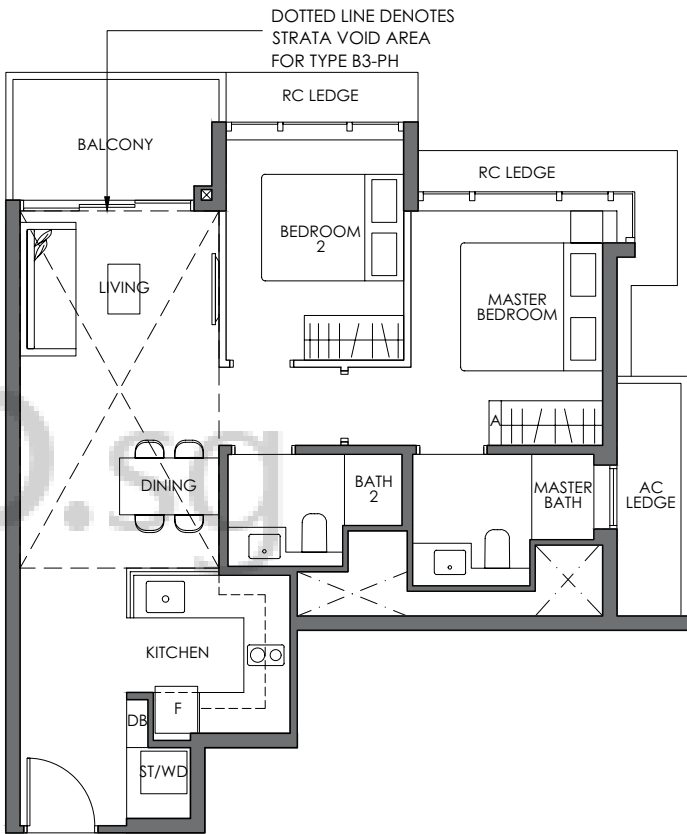 DOTTED LINE DENOTES
STRATA VOID AREA
FOR TYPE B3-PH
RC LEDGE
BALCONY
RC LEDGE
BEDROOM
2
LIVING
MASTER
BEDROOM
A
DINING
BATH
2
MASTER
BATH
AC
LEDGE
.sg
KITCHEN
F
DB
ST/WD